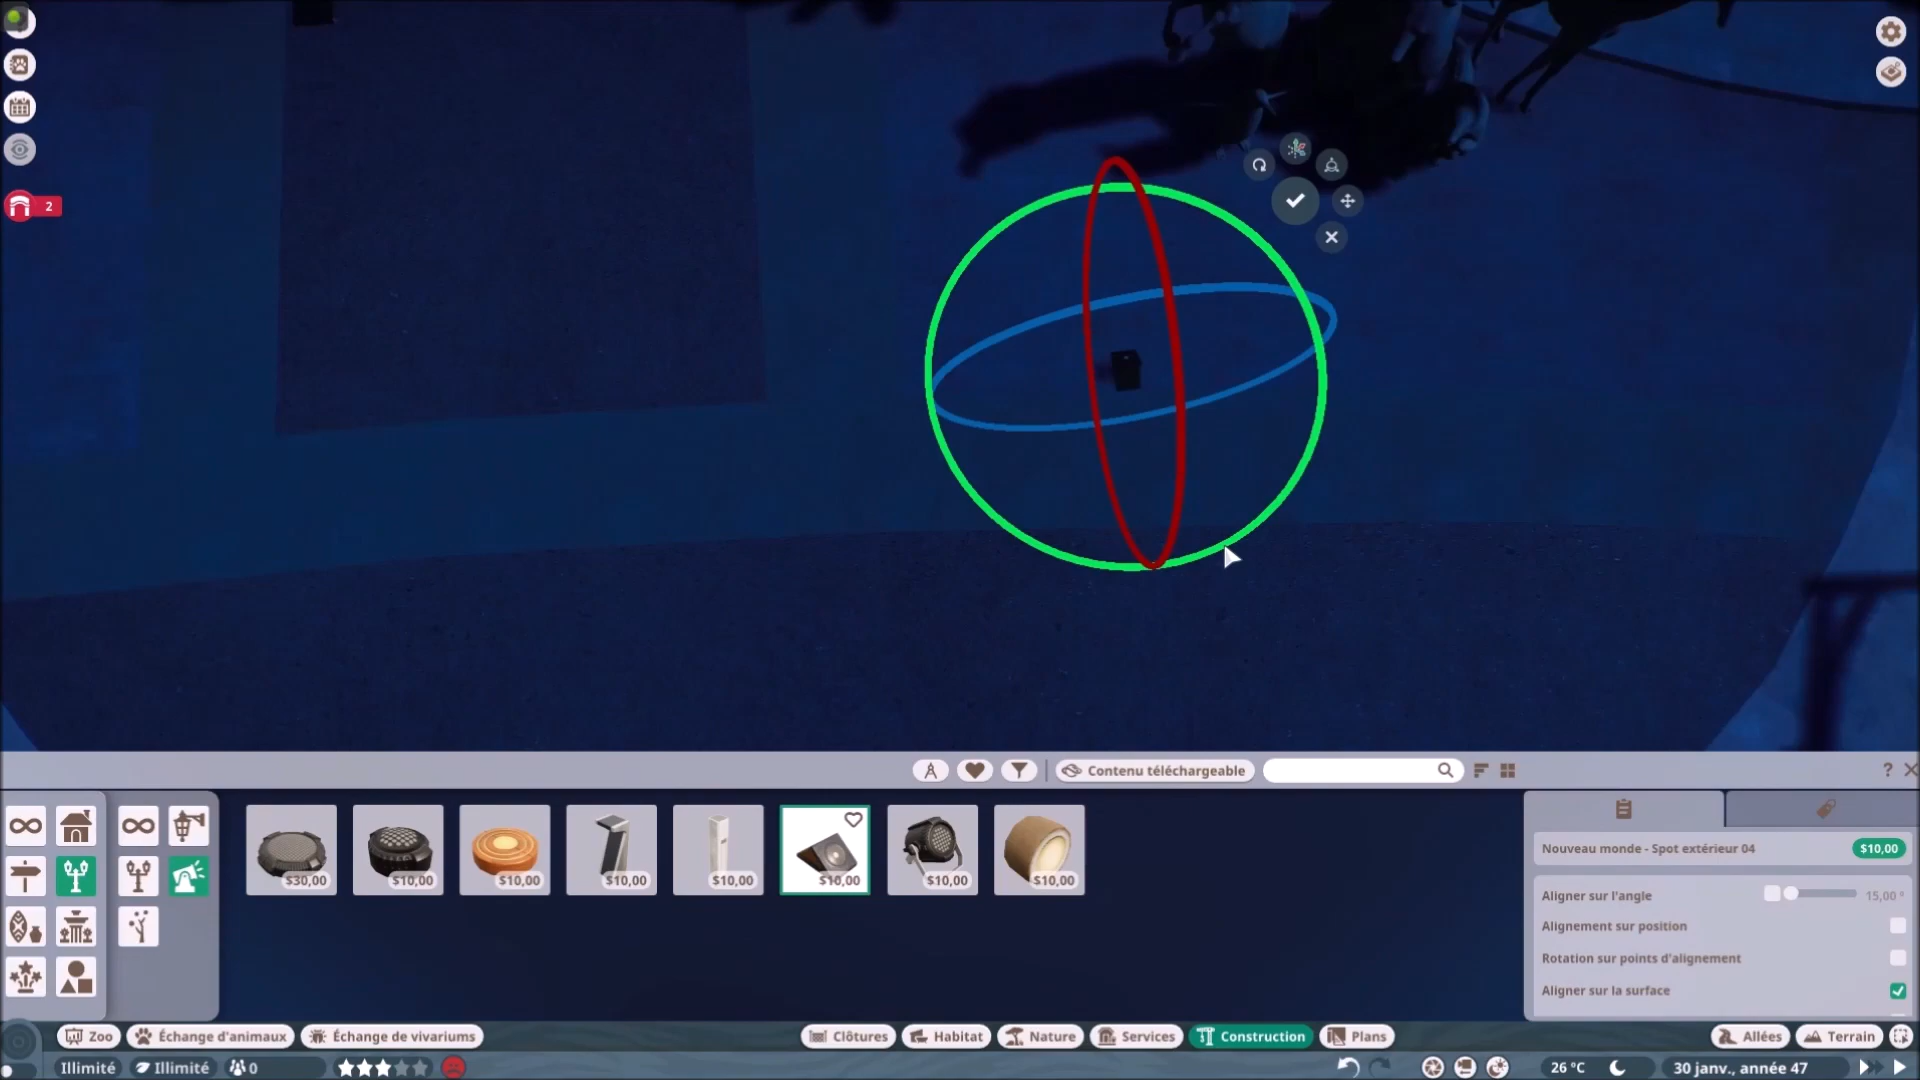 2
Contenu téléchargeable
?
$30,00
$10,00
$10,00
$10,00
$10,00
$10,00
$10,00
$10,00
Nouveau monde - Spot extérieur 04
$10,00
Aligner sur l'angle
15,00 °
Alignement sur position
Rotation sur points d'alignement
Aligner sur la surface
Zoo
Échange d'animaux
Échange de vivariums
Clôtures
Habitat
Nature
Services
Construction
Plans
Allées
Terrain
Illimité
Illimité
0
26 °C
30 janv., année 47